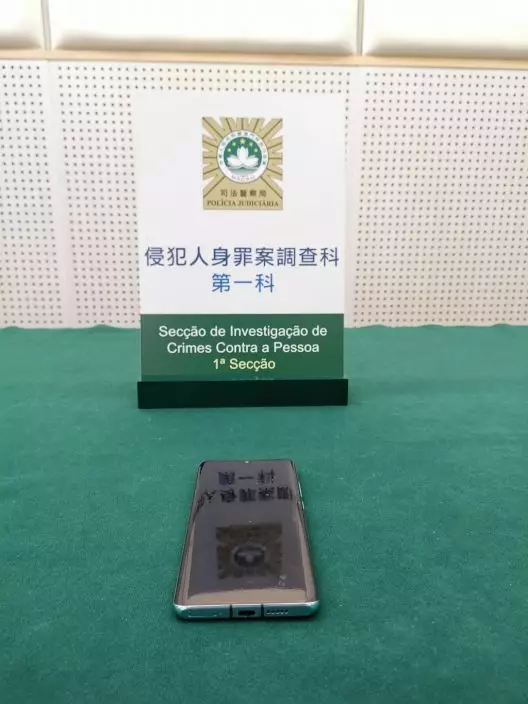 司法警察局
POLÍCIA JUDICIÁRIA
侵犯人身罪案調查科
第一科
Secção de Investigação de
Crimes Contra a Pessoa
1ª Secção